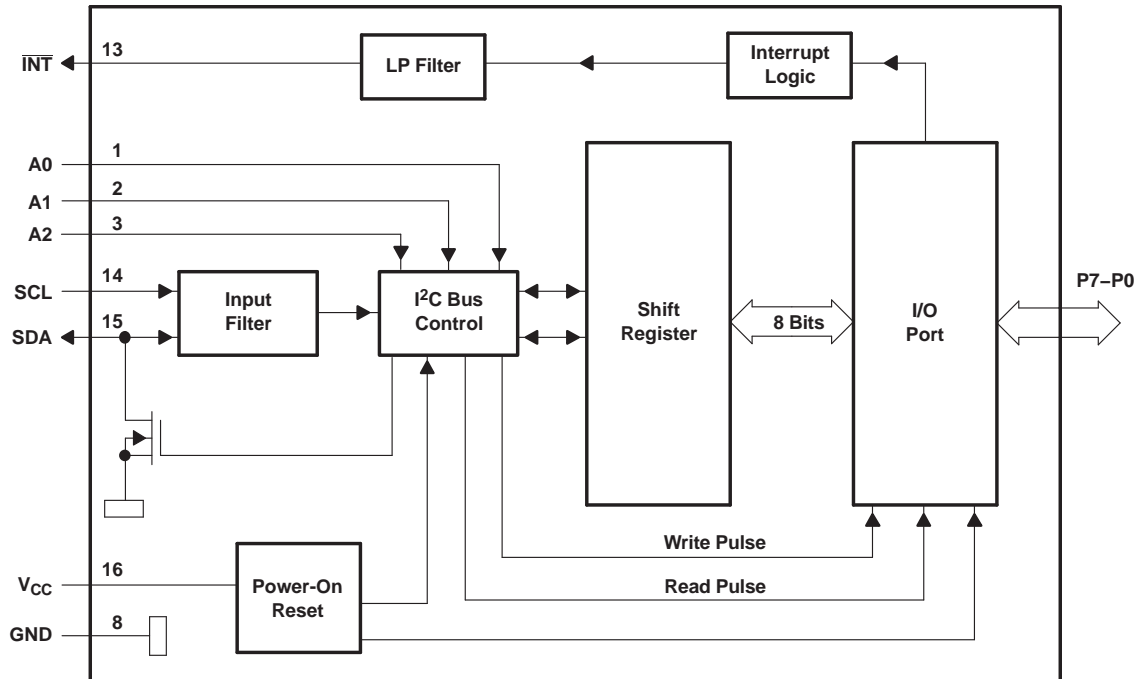 INT
13
LP Filter
Interrupt
Logic
A0
1
A1
2
A2
3
SCL
14
SDA
15
Input
Filter
I2C Bus
Control
Shift
Register
8 Bits
I/O
Port
P7–P0
Write Pulse
Read Pulse
VCC
16
GND
8
Power-On
Reset